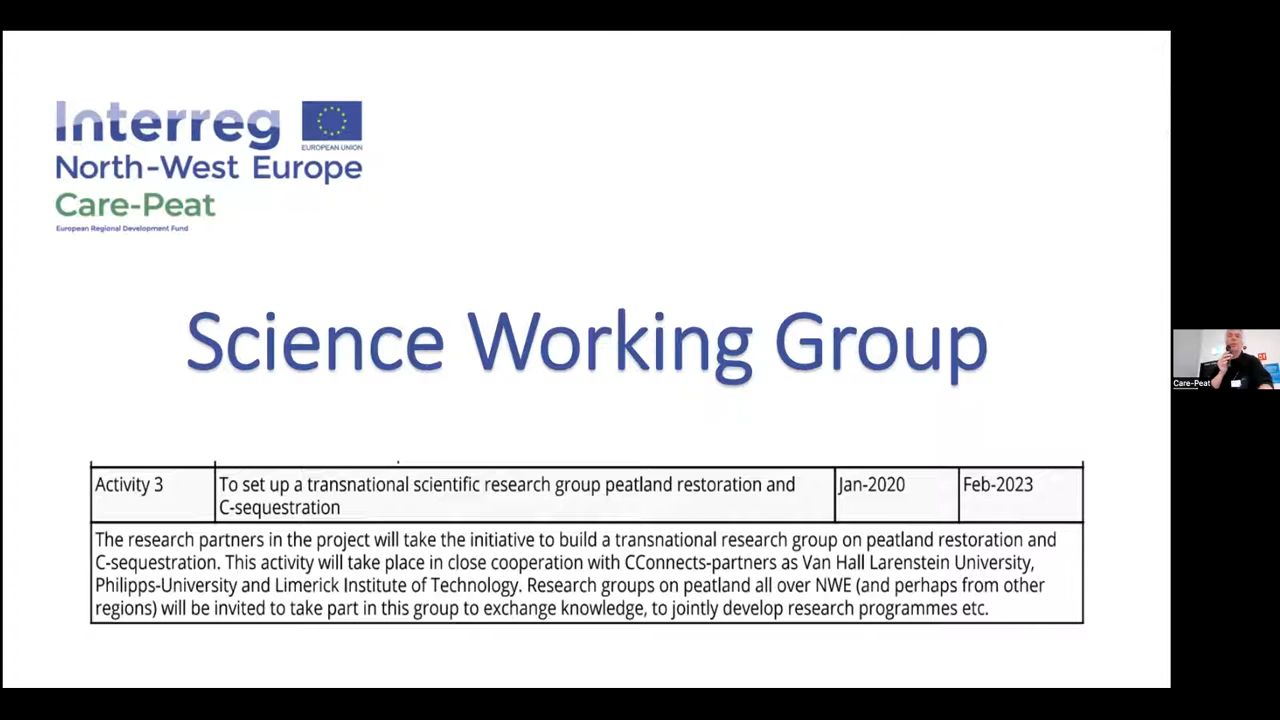 Interreg
EUROPEAN UNION
North-West Europe
Care-Peat
European Regional Development Fund
Science Working Group
Activity 3
To set up a transnational scientific research group peatland restoration and
C-sequestration
Jan-2020
Feb-2023
The research partners in the project will take the initiative to build a transnational research group on peatland restoration and
C-sequestration. This activity will take place in close cooperation with CConnects-partners as Van Hall Larenstein University,
Philipps-University and Limerick Institute of Technology. Research groups on peatland all over NWE (and perhaps from other
regions) will be invited to take part in this group to exchange knowledge, to jointly develop research programmes etc.
Care-Peat